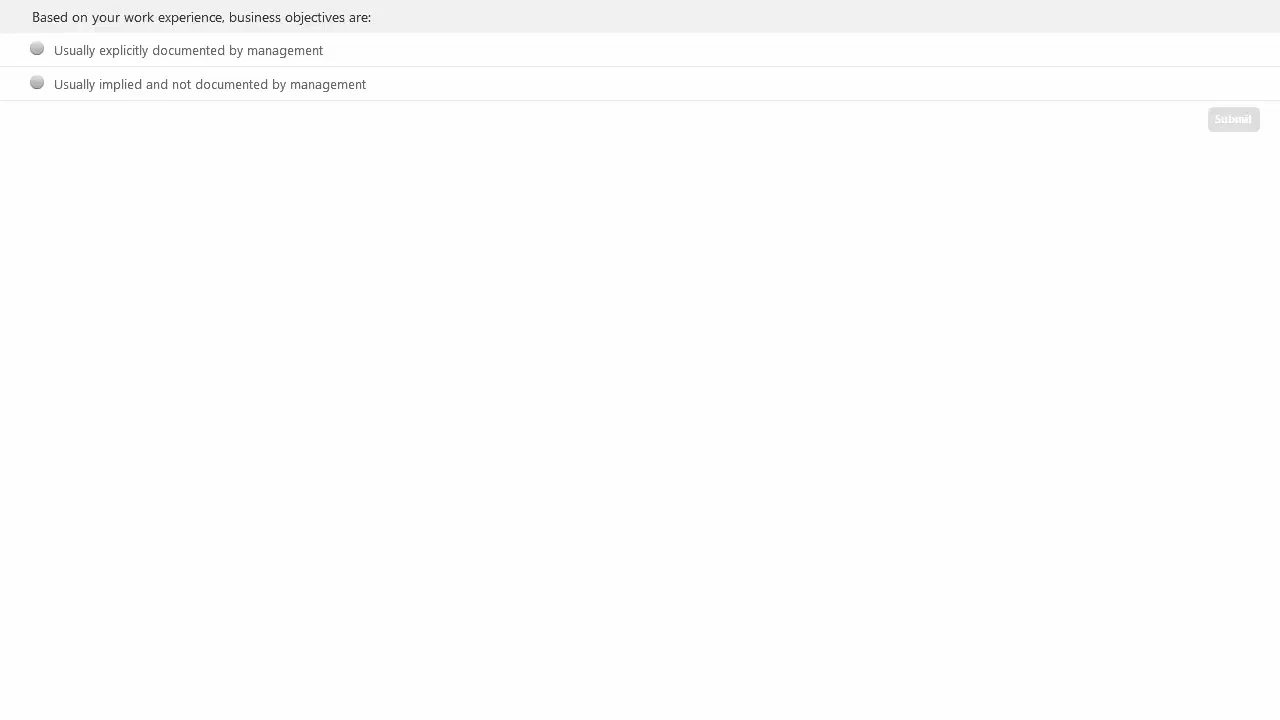 Based on your work experience, business objectives are:
Usually explicitly documented by management
Usually implied and not documented by management
Submit